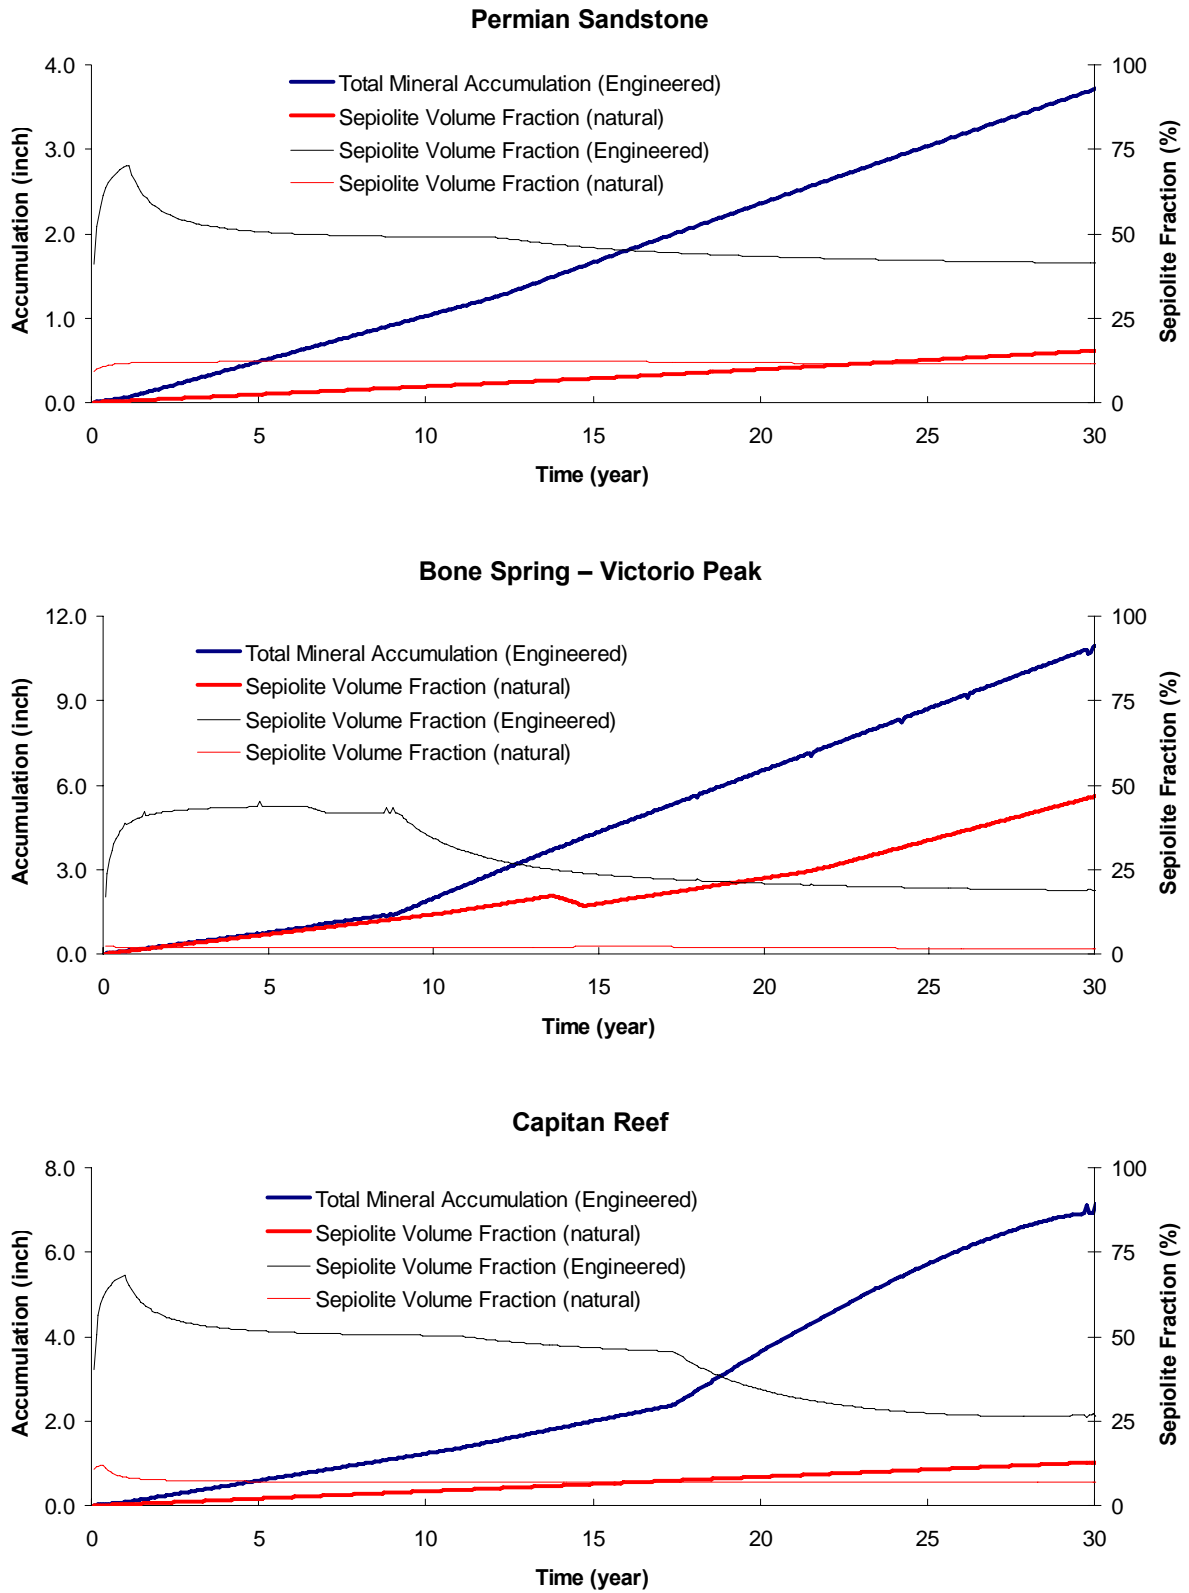 Permian Sandstone
4.0 100
Total Mineral Accumulation (Engineered)
Sepiolite Volume Fraction (natural)
3.0 75
Sepiolite Volume Fraction (Engineered)
Sepiolite Volume Fraction (natural)
2.0 50
1.0 25
0.0 0
Accumulation (inch)
Sepiolite Fraction (%)
0 5 10 15 20 25 30
Time (year)
Bone Spring – Victorio Peak
12.0 100
Total Mineral Accumulation (Engineered)
Sepiolite Volume Fraction (natural)
9.0 75
Sepiolite Volume Fraction (Engineered)
Sepiolite Volume Fraction (natural)
6.0 50
3.0 25
0.0 0
Accumulation (inch)
Sepiolite Fraction (%)
0 5 10 15 20 25 30
Time (year)
Capitan Reef
8.0 100
Total Mineral Accumulation (Engineered)
Sepiolite Volume Fraction (natural)
6.0 75
Sepiolite Volume Fraction (Engineered)
Sepiolite Volume Fraction (natural)
4.0 50
2.0 25
0.0 0
Accumulation (inch)
Sepiolite Fraction (%)
0 5 10 15 20 25 30
Time (year)